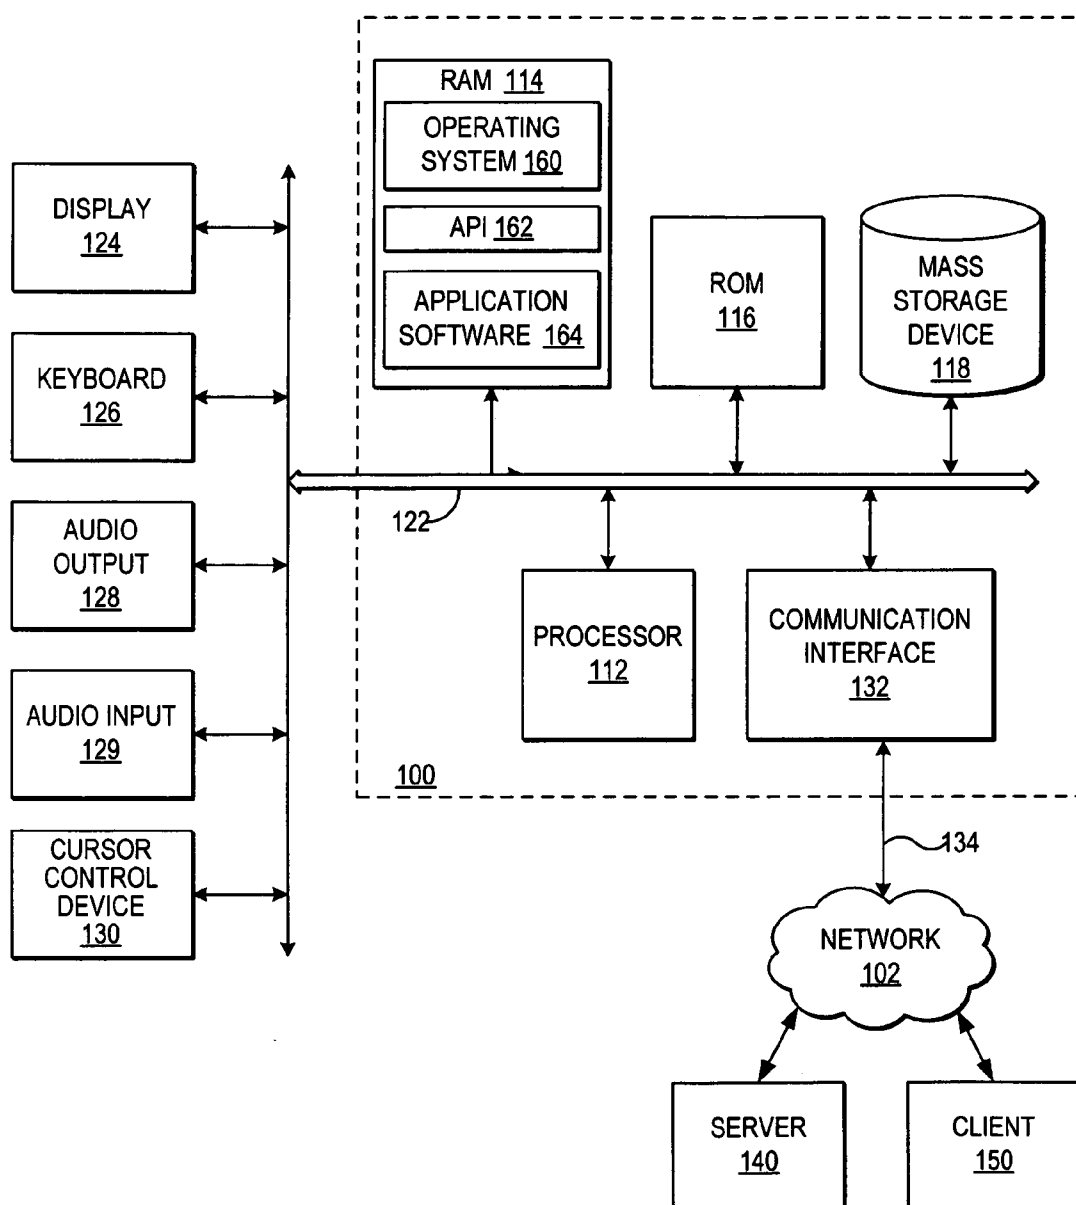 RAM 114
OPERATING
SYSTEM 160
API 162
APPLICATION
SOFTWARE 164
ROM
116
MASS
STORAGE
DEVICE
118
DISPLAY
124
KEYBOARD
126
AUDIO
OUTPUT
128
AUDIO INPUT
129
CURSOR
CONTROL
DEVICE
130
122
PROCESSOR
112
COMMUNICATION
INTERFACE
132
100
134
NETWORK
102
SERVER
140
CLIENT
150